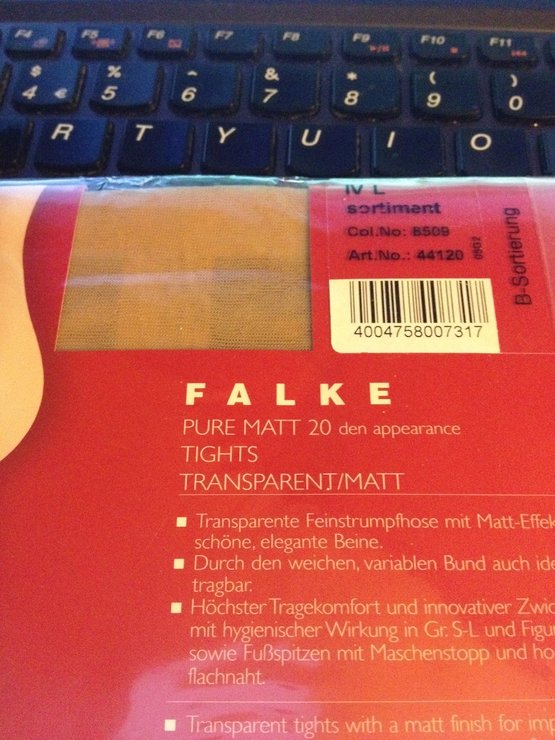 F4 F5 F6 F7 F8 F9 F10 F11
$ % ^ & * ( )
4 € 5 6 7 8 9 0
R T Y U I O
IV L
sortiment
Col.No: 8509
Art.No.: 44120
0902
B-Sortierung
4004758007317
FALKE
PURE MATT 20 den appearance
TIGHTS
TRANSPARENT/MATT
▪ Transparente Feinstrumpfhose mit Matt-Effek
schöne, elegante Beine.
▪ Durch den weichen, variablen Bund auch ide
tragbar.
▪ Höchster Tragekomfort und innovativer Zwic
mit hygienischer Wirkung in Gr. S-L und Figu
sowie Fußspitzen mit Maschenstopp und ho
flachnaht.
▪ Transparent tights with a matt finish for imp